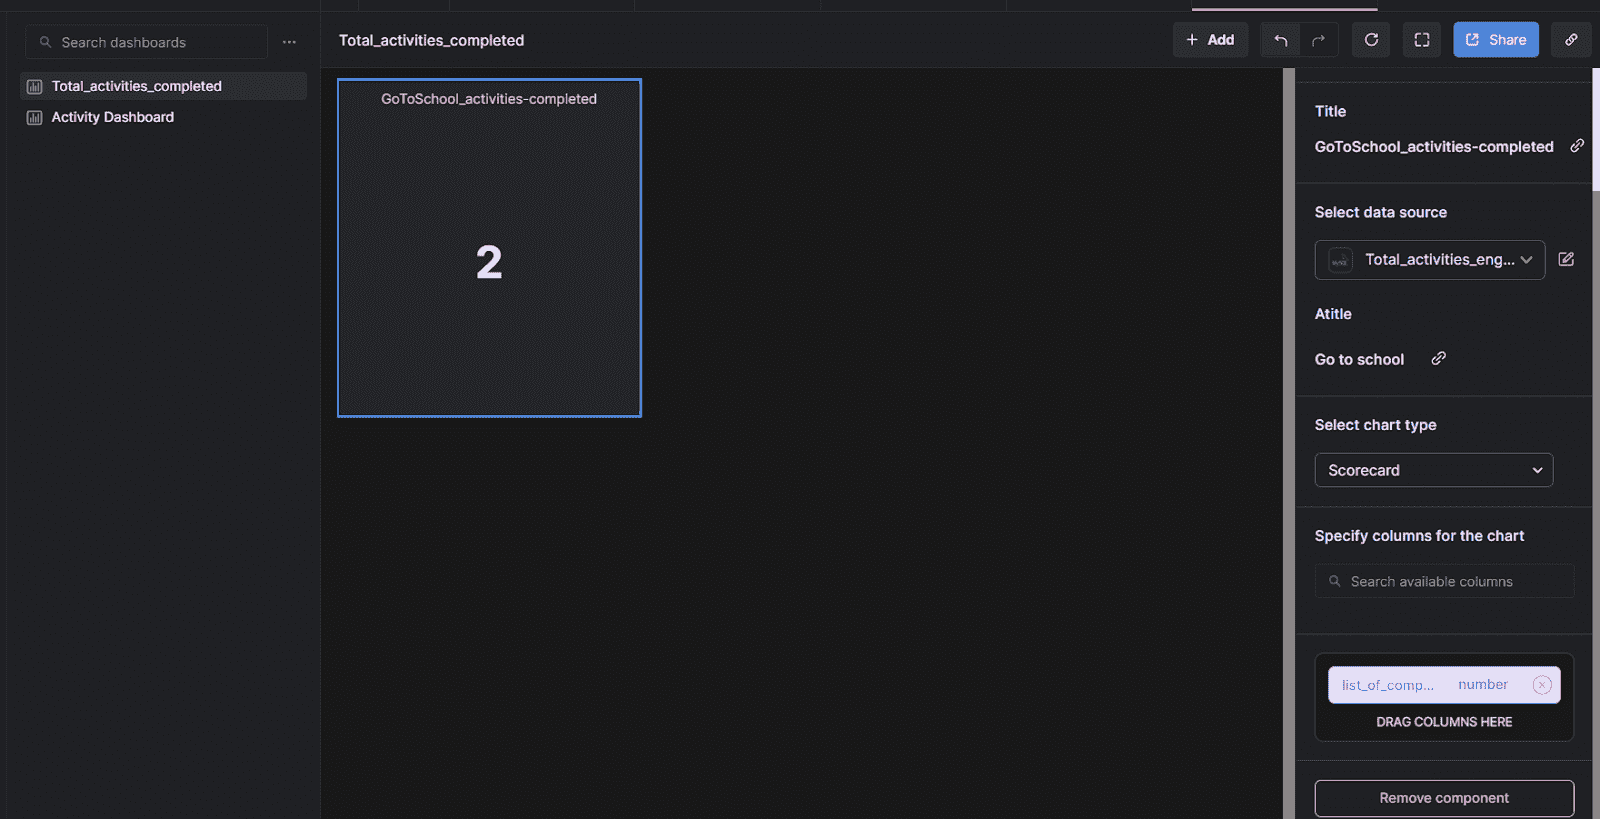 Search dashboards
Total_activities_completed
Activity Dashboard
Total_activities_completed
Add
Share
GoToSchool_activities-completed
2
Title
GoToSchool_activities-completed
Select data source
Total_activities_eng...
Atitle
Go to school
Select chart type
Scorecard
Specify columns for the chart
Search available columns
list_of_comp... number
DRAG COLUMNS HERE
Remove component